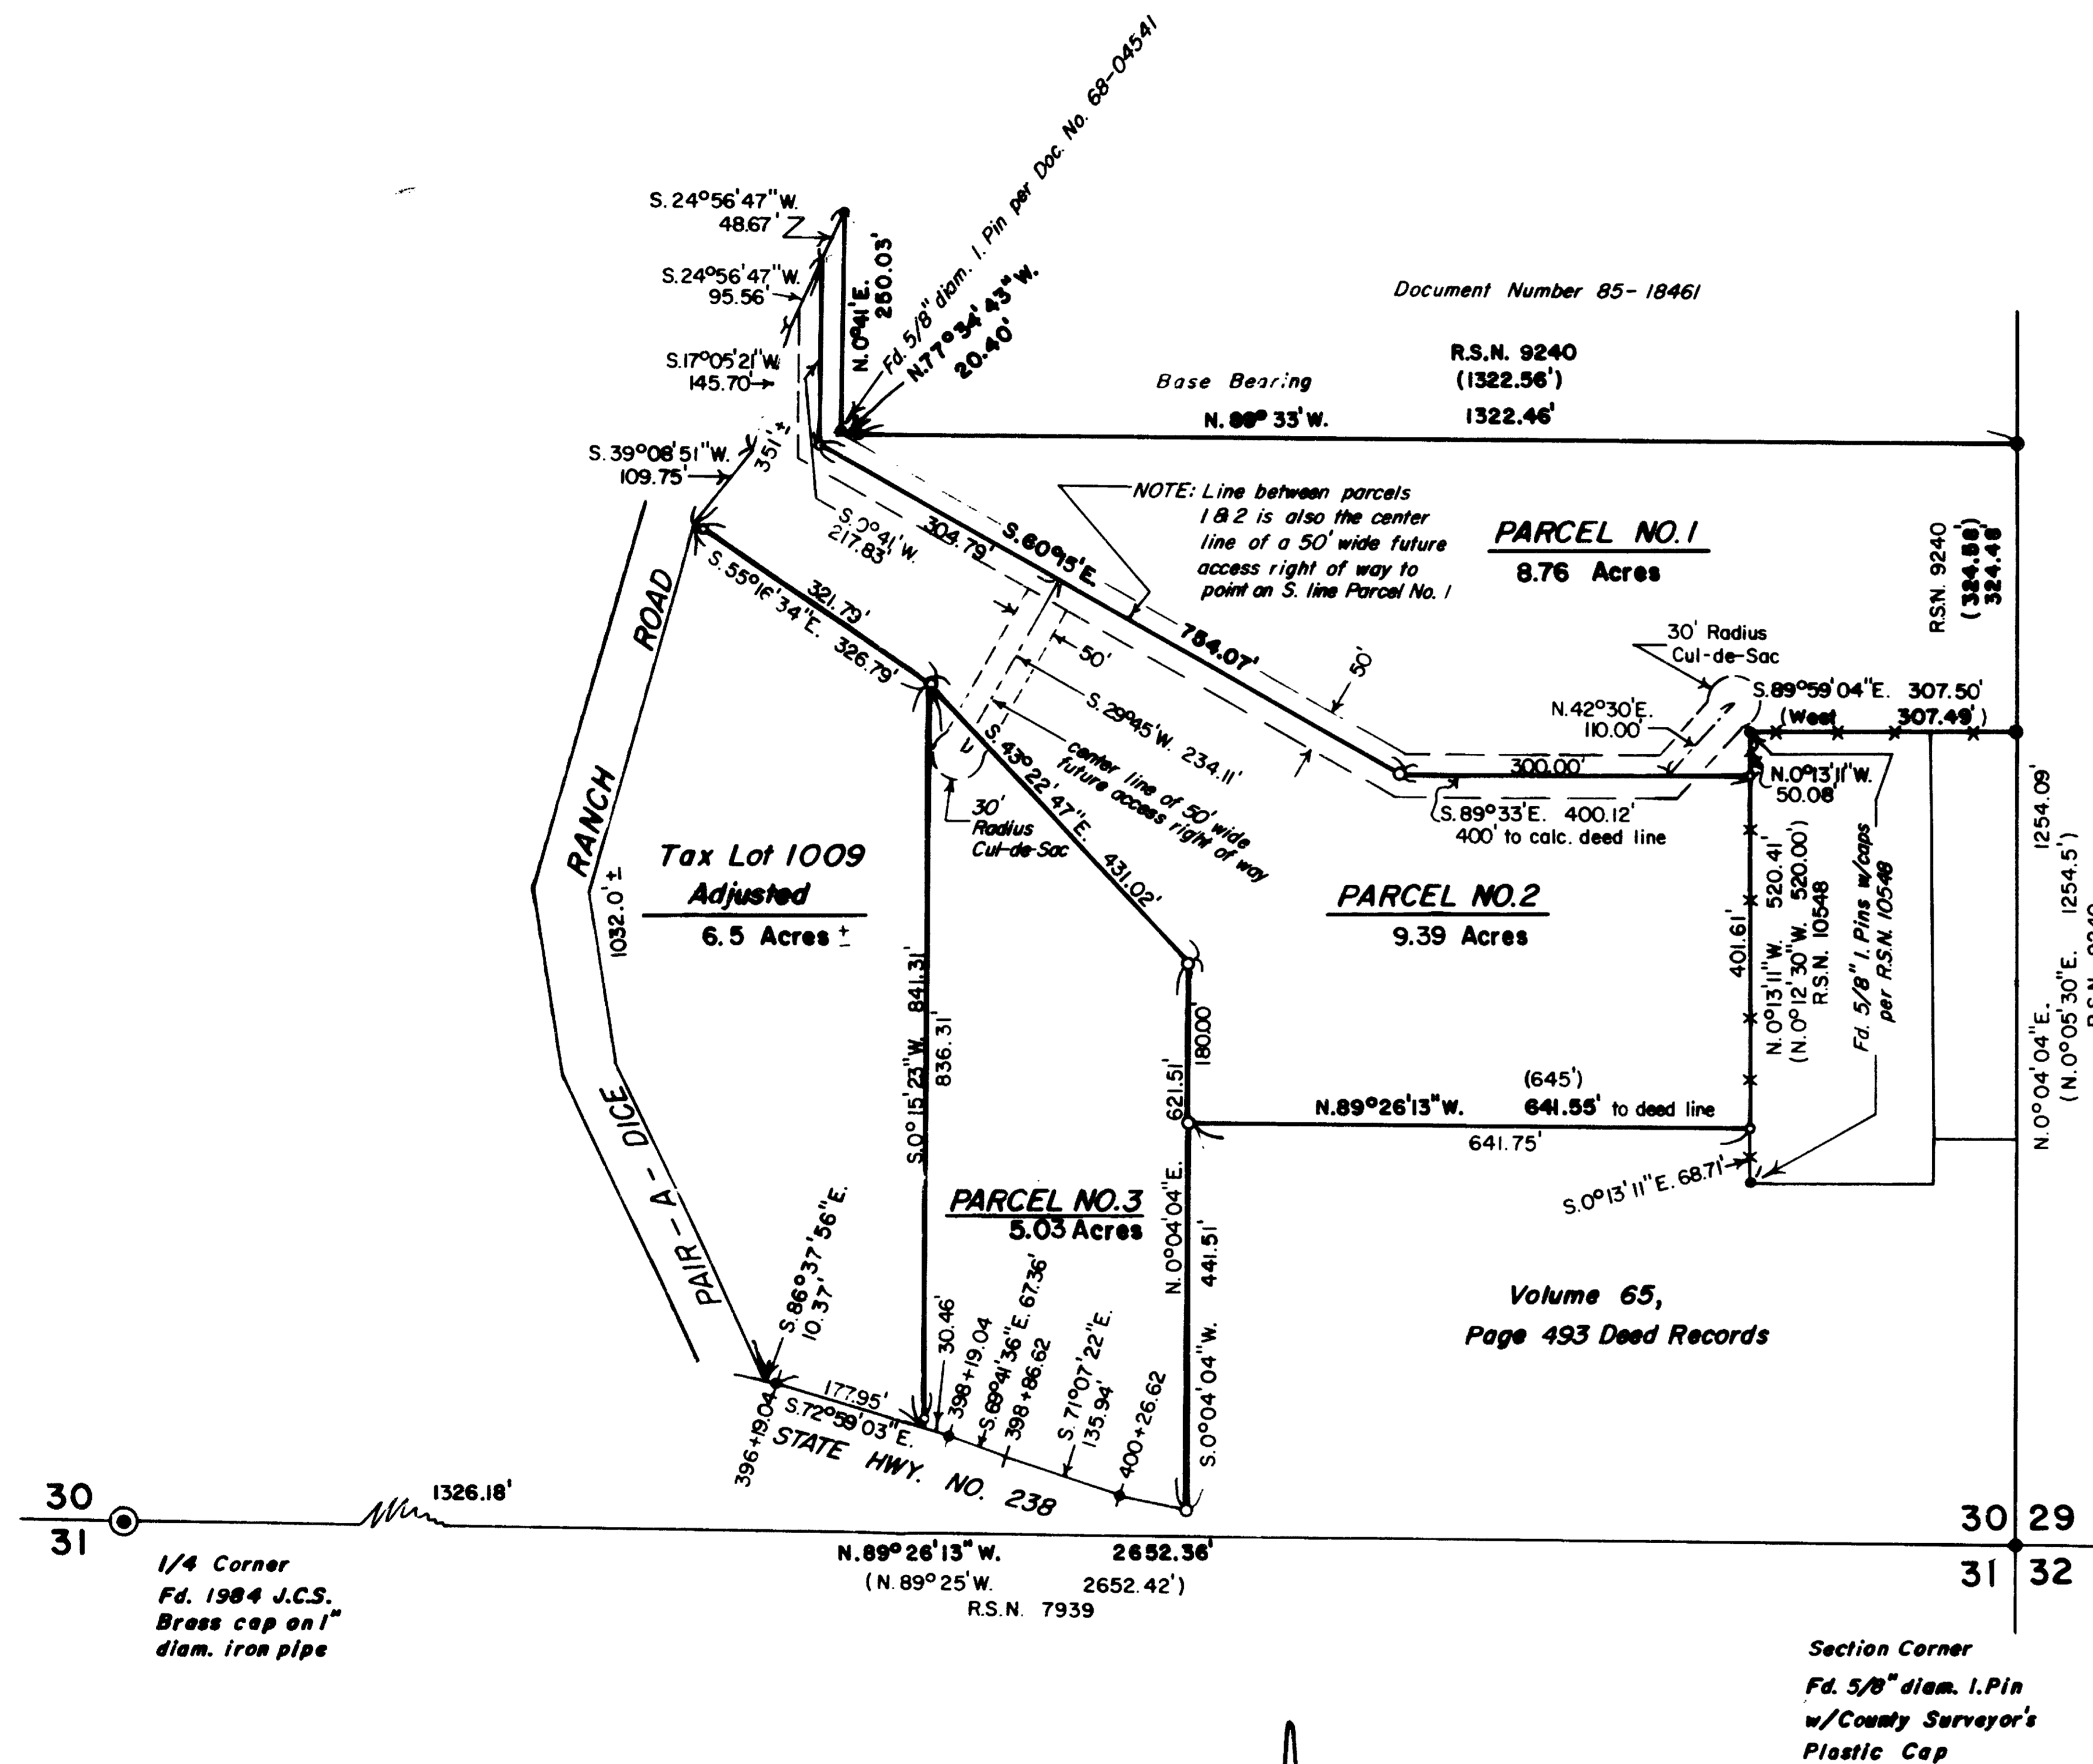 Fd. 5/8" diam. I. Pin per Doc. No. 68-04541
N.77°34'43"W.
20.40'
S.24°56'47"W.
48.67'
S.24°56'47"W.
95.56'
S.17°05'21"W.
145.70'
N.0°41'E.
250.03'
351'±
S.39°08'51"W.
109.75'
Document Number 85-18461
R.S.N. 9240
(1322.56')
Base Bearing
N. 33'W.
1322.46'
NOTE: Line between parcels
1 & 2 is also the center
line of a 50' wide future
access right of way to
point on S. line Parcel No. 1
PARCEL NO.1
8.76 Acres
R.S.N. 9240
(324.58')
324.48'
S.0°41'W.
217.83'
304.79'
S.60°15'E.
754.07'
50'
321.79'
S.55°16'34"E. 326.79'
50'
S.29°45'W. 234.11'
center line of 50' wide
future access right of way
S.43°22'47"E.
431.02'
30'
Radius
Cul-de-Sac
30' Radius
Cul-de-Sac
S.89°59'04"E. 307.50'
(West 307.49')
N.42°30'E.
110.00'
300.00'
S.89°33'E. 400.12'
400' to calc. deed line
N.0°13'11"W.
50.08'
PAIR-A-DICE RANCH ROAD
1032.0'±
Tax Lot 1009
Adjusted
6.5 Acres ±
S.0°15'23"W. 841.31'
836.31'
PARCEL NO.2
9.39 Acres
401.61'
N.0°13'11"W. 520.41'
(N.0°12'30"W. 520.00')
R.S.N. 10548
Fd. 5/8" I. Pins w/caps
per R.S.N. 10548
N.0°04'04"E. 1254.09'
(N.0°05'30"E. 1254.5')
180.00'
621.51'
N.0°04'04"E.
(645')
N.89°26'13"W. 641.55' to deed line
641.75'
S.0°13'11"E. 68.71'
PARCEL NO.3
5.03 Acres
S.0°04'04"W. 441.51'
Volume 65,
Page 493 Deed Records
S.86°37'56"E.
10.37'
396+19.04
177.95'
S.72°59'03"E.
30.46'
398+19.04
S.69°41'36"E. 67.36'
398+86.62
S.71°07'22"E.
135.94'
400+26.62
STATE HWY. NO. 238
30
31
1326.18'
1/4 Corner
Fd. 1984 J.C.S.
Brass cap on 1"
diam. iron pipe
N.89°26'13"W. 2652.36'
(N.89°25'W. 2652.42')
R.S.N. 7939
30 29
31 32
Section Corner
Fd. 5/8" diam. I.Pin
w/County Surveyor's
Plastic Cap